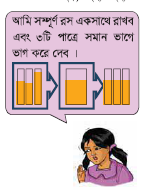 আমি সম্পূর্ণ রস একসাথে রাখব
এবং ৩টি পাত্রে সমান ভাগে
ভাগ করে দেব ।